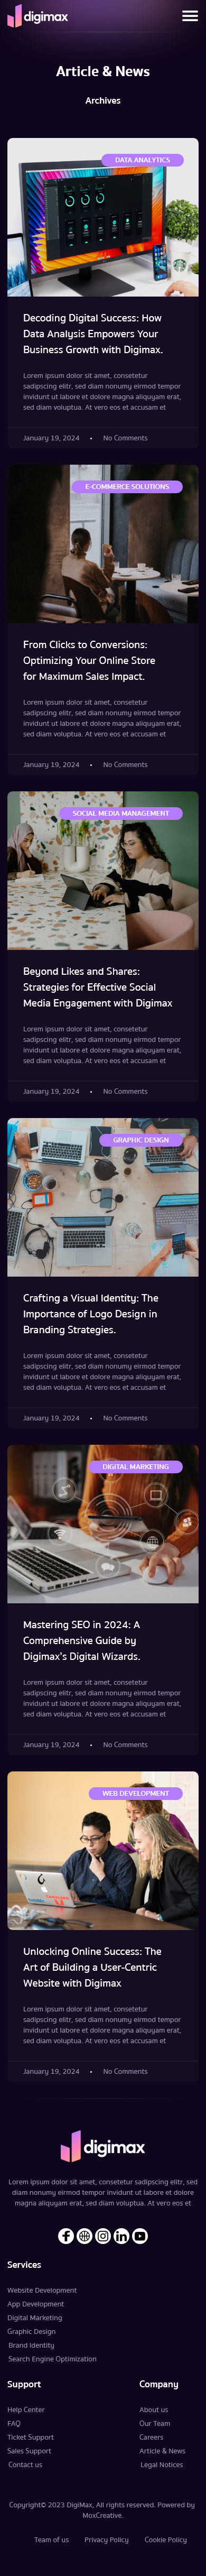 digimax
Article & News
Archives
DATA ANALYTICS
Decoding Digital Success: How
Data Analysis Empowers Your
Business Growth with Digimax.
Lorem ipsum dolor sit amet, consetetur
sadipscing elitr, sed diam nonumy eirmod tempor
invidunt ut labore et dolore magna aliquyam erat,
sed diam voluptua. At vero eos et accusam et
January 19, 2024 • No Comments
E-COMMERCE SOLUTIONS
From Clicks to Conversions:
Optimizing Your Online Store
for Maximum Sales Impact.
Lorem ipsum dolor sit amet, consetetur
sadipscing elitr, sed diam nonumy eirmod tempor
invidunt ut labore et dolore magna aliquyam erat,
sed diam voluptua. At vero eos et accusam et
January 19, 2024 • No Comments
SOCIAL MEDIA MANAGEMENT
Beyond Likes and Shares:
Strategies for Effective Social
Media Engagement with Digimax
Lorem ipsum dolor sit amet, consetetur
sadipscing elitr, sed diam nonumy eirmod tempor
invidunt ut labore et dolore magna aliquyam erat,
sed diam voluptua. At vero eos et accusam et
January 19, 2024 • No Comments
GRAPHIC DESIGN
Crafting a Visual Identity: The
Importance of Logo Design in
Branding Strategies.
Lorem ipsum dolor sit amet, consetetur
sadipscing elitr, sed diam nonumy eirmod tempor
invidunt ut labore et dolore magna aliquyam erat,
sed diam voluptua. At vero eos et accusam et
January 19, 2024 • No Comments
DIGITAL MARKETING
Mastering SEO in 2024: A
Comprehensive Guide by
Digimax's Digital Wizards.
Lorem ipsum dolor sit amet, consetetur
sadipscing elitr, sed diam nonumy eirmod tempor
invidunt ut labore et dolore magna aliquyam erat,
sed diam voluptua. At vero eos et accusam et
January 19, 2024 • No Comments
WEB DEVELOPMENT
Unlocking Online Success: The
Art of Building a User-Centric
Website with Digimax
Lorem ipsum dolor sit amet, consetetur
sadipscing elitr, sed diam nonumy eirmod tempor
invidunt ut labore et dolore magna aliquyam erat,
sed diam voluptua. At vero eos et accusam et
January 19, 2024 • No Comments
digimax
Lorem ipsum dolor sit amet, consetetur sadipscing elitr, sed
diam nonumy eirmod tempor invidunt ut labore et dolore
magna aliquyam erat, sed diam voluptua. At vero eos et
Services
Website Development
App Development
Digital Marketing
Graphic Design
Brand Identity
Search Engine Optimization
Support
Help Center
FAQ
Ticket Support
Sales Support
Contact us
Company
About us
Our Team
Careers
Article & News
Legal Notices
Copyright© 2023 DigiMax, All rights reserved. Powered by
MoxCreative.
Team of us Privacy Policy Cookie Policy